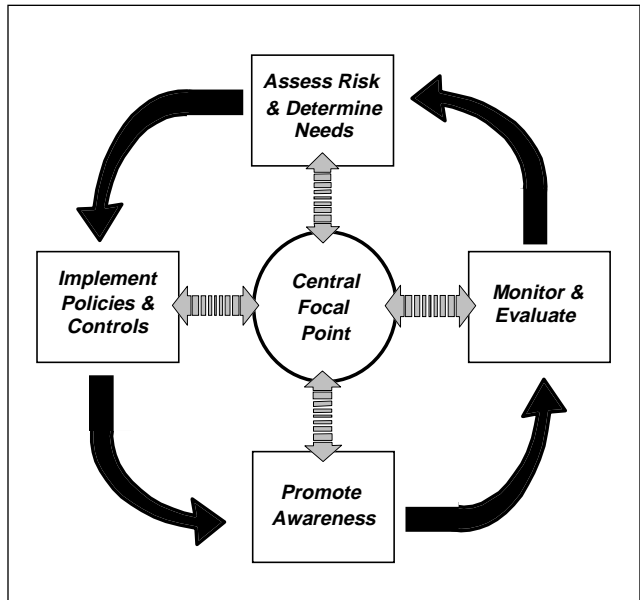 Assess Risk
& Determine
Needs
Implement
Policies &
Controls
Central
Focal
Point
Monitor &
Evaluate
Promote
Awareness